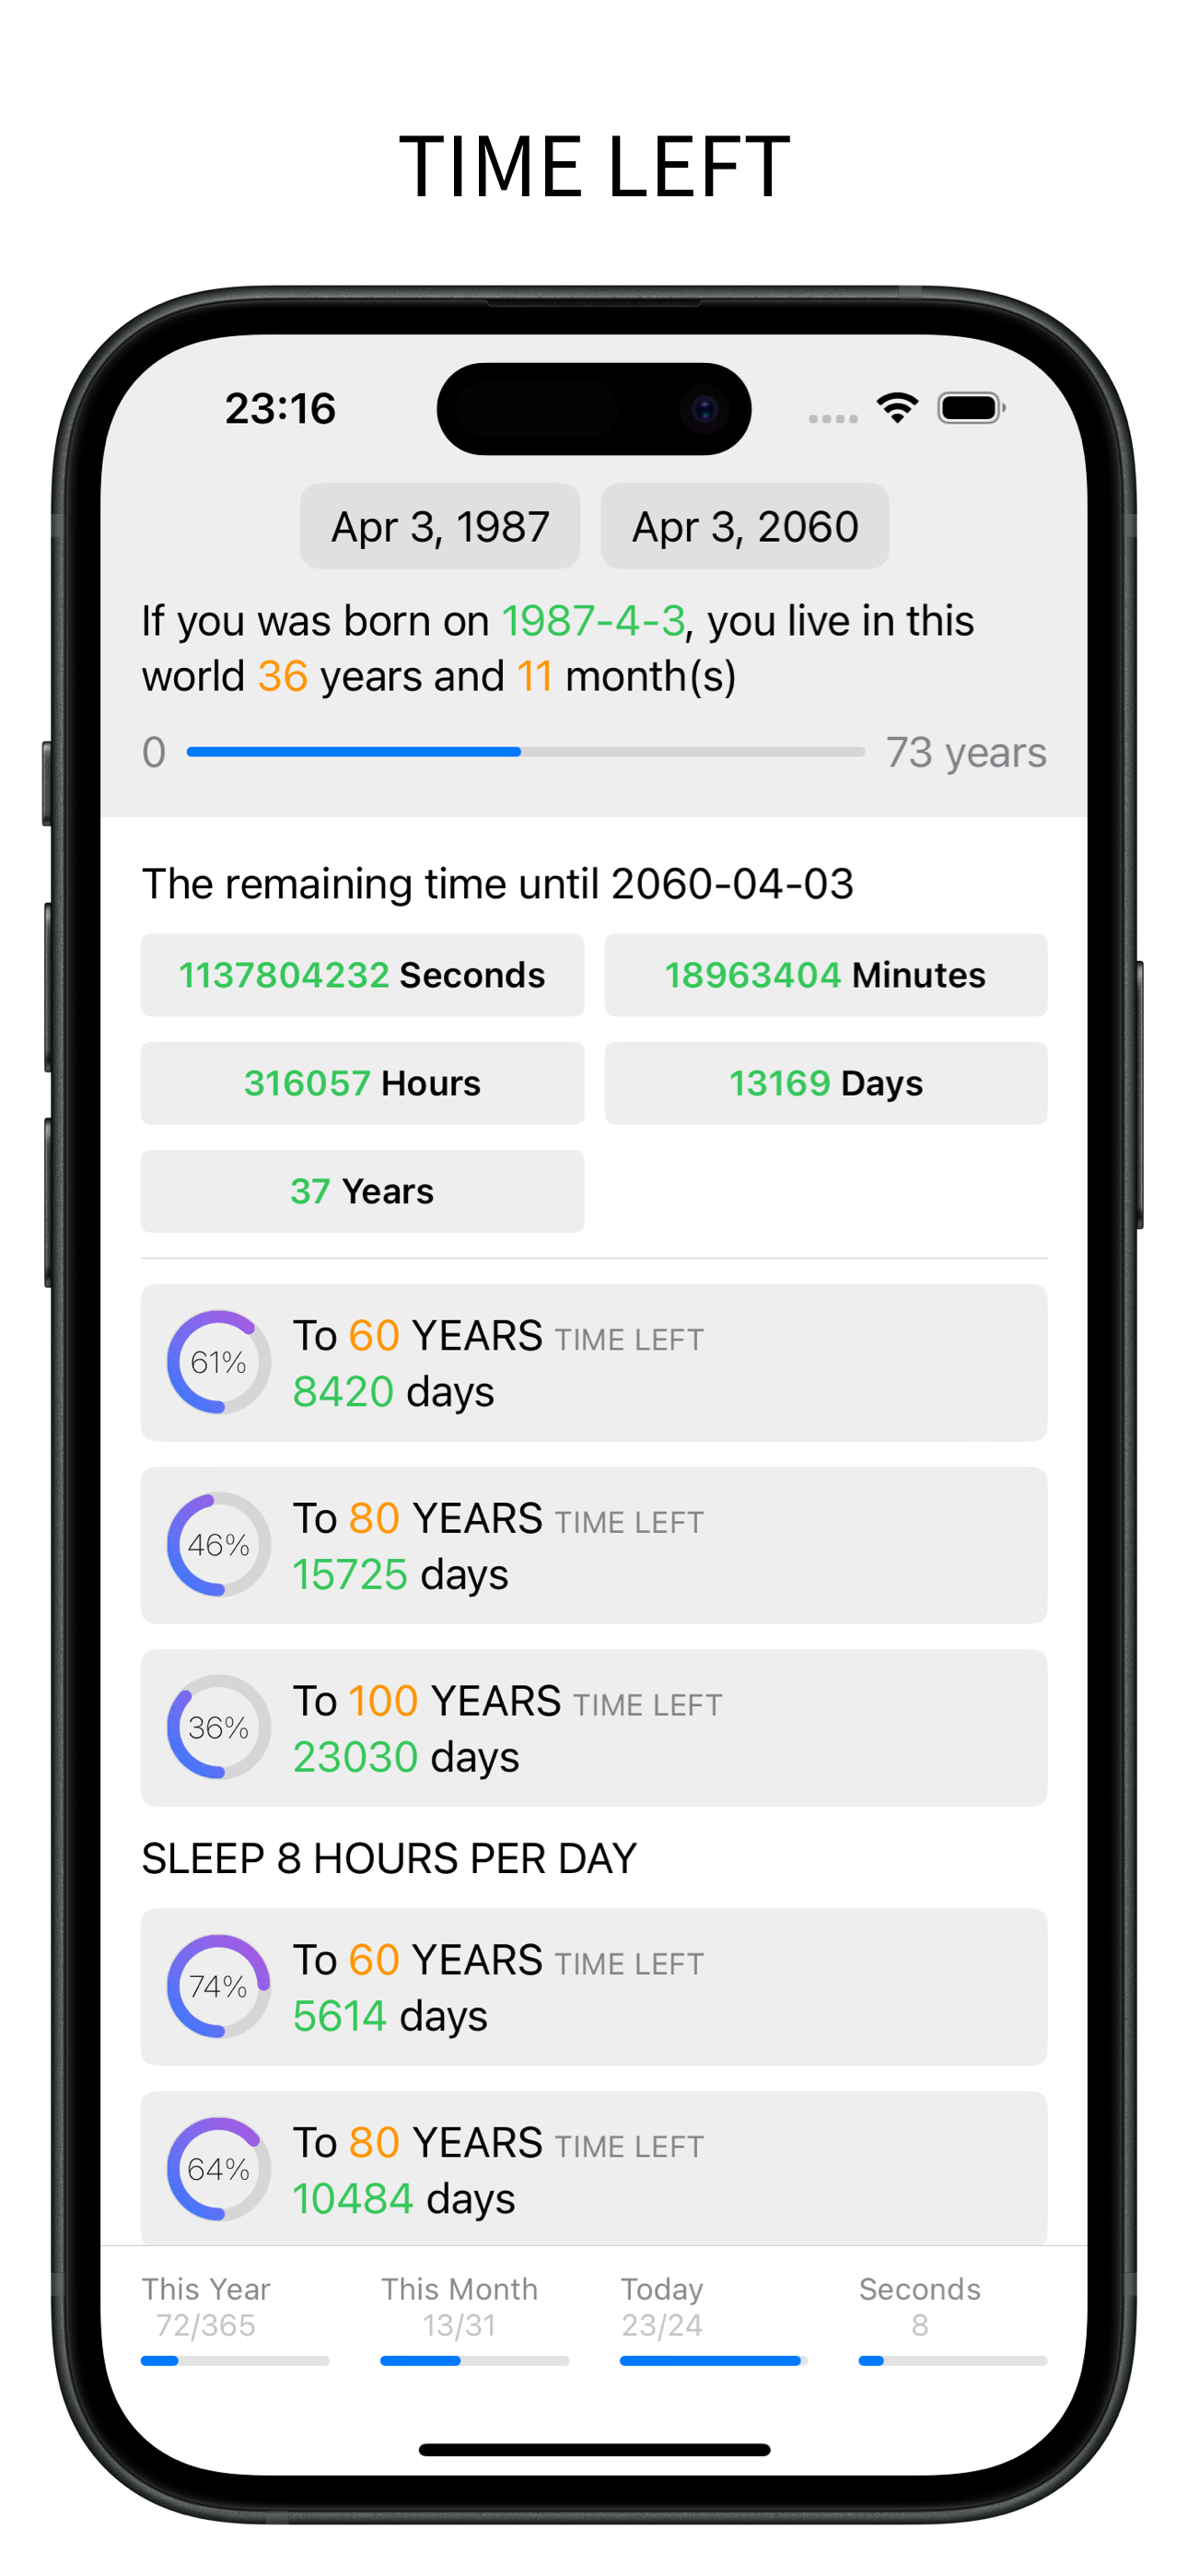 TIME LEFT
23:16
Apr 3, 1987 Apr 3, 2060
If you was born on 1987-4-3, you live in this
world 36 years and 11 month(s)
0 73 years
The remaining time until 2060-04-03
1137804232 Seconds 18963404 Minutes
316057 Hours 13169 Days
37 Years
61% To 60 YEARS TIME LEFT
8420 days
46% To 80 YEARS TIME LEFT
15725 days
36% To 100 YEARS TIME LEFT
23030 days
SLEEP 8 HOURS PER DAY
74% To 60 YEARS TIME LEFT
5614 days
64% To 80 YEARS TIME LEFT
10484 days
This Year This Month Today Seconds
72/365 13/31 23/24 8